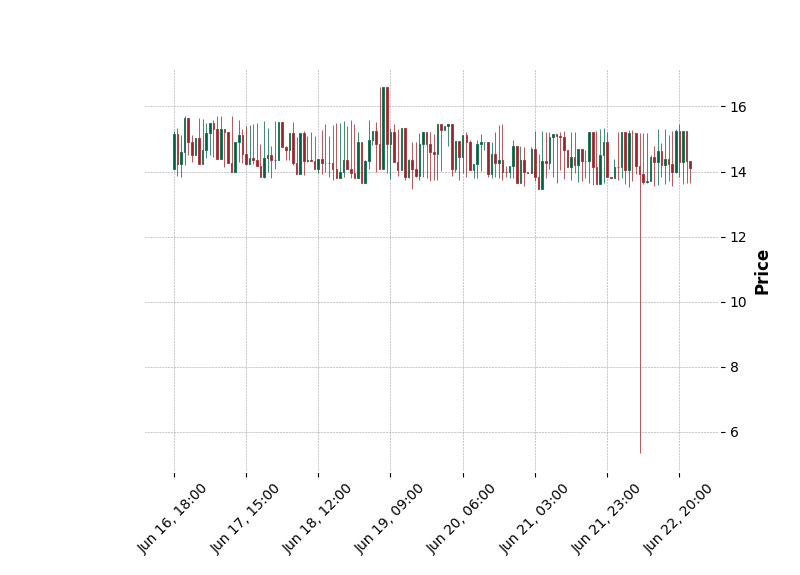 16
14
12
10
8
6
Price
Jun 16, 18:00
Jun 17, 15:00
Jun 18, 12:00
Jun 19, 09:00
Jun 20, 06:00
Jun 21, 03:00
Jun 21, 23:00
Jun 22, 20:00